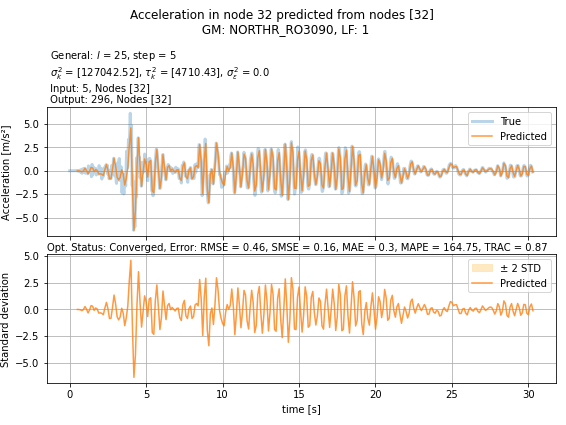 Acceleration in node 32 predicted from nodes [32]
GM: NORTHR_RO3090, LF: 1
General: l = 25, step = 5
σ²ₖ = [127042.52], τ²ₖ = [4710.43], σ²ε = 0.0
Input: 5, Nodes [32]
Output: 296, Nodes [32]
Acceleration [m/s²]
5.0
2.5
0.0
−2.5
−5.0
True
Predicted
Opt. Status: Converged, Error: RMSE = 0.46, SMSE = 0.16, MAE = 0.3, MAPE = 164.75, TRAC = 0.87
Standard deviation
5.0
2.5
0.0
−2.5
−5.0
± 2 STD
Predicted
0 5 10 15 20 25 30
time [s]